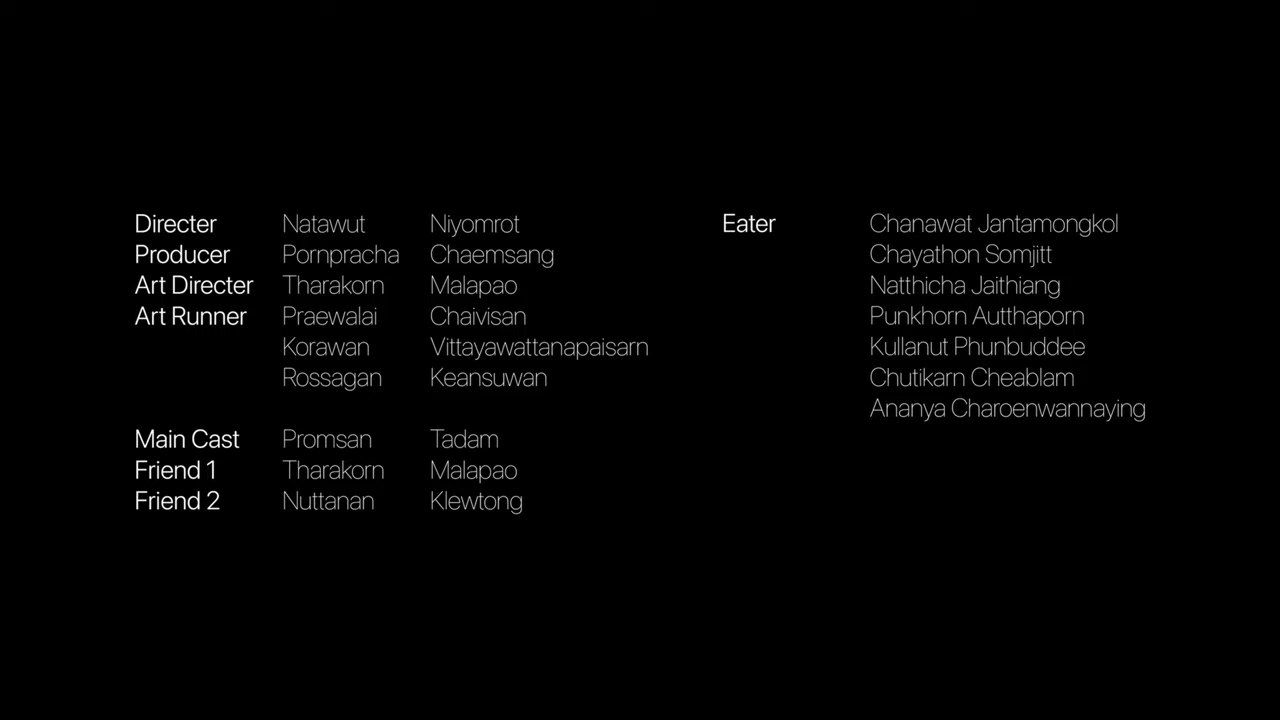 Directer Natawut Niyomrot
Producer Pornpracha Chaemsang
Art Directer Tharakorn Malapao
Art Runner Praewalai Chaivisan
Korawan Vittayawattanapaisarn
Rossagan Keansuwan
Main Cast Promsan Tadam
Friend 1 Tharakorn Malapao
Friend 2 Nuttanan Klewtong
Eater Chanawat Jantamongkol
Chayathon Somjitt
Natthicha Jaithiang
Punkhorn Autthaporn
Kullanut Phunbuddee
Chutikarn Cheablam
Ananya Charoenwannaying